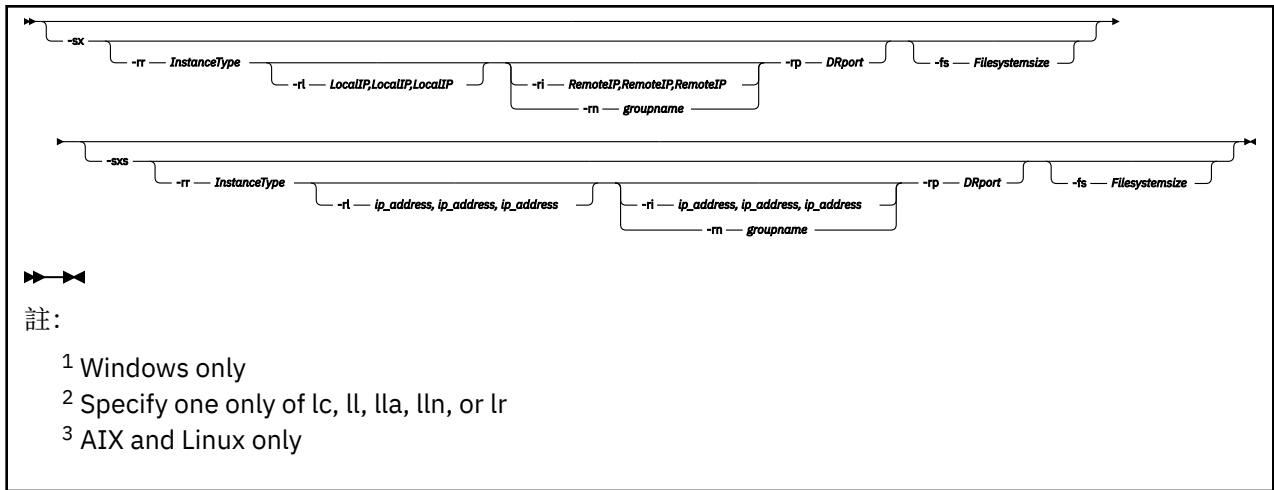 -sx
-rr — InstanceType -rp — DRport -fs — Filesystemsize
-rl — LocalIP,LocalIP,LocalIP -ri — RemoteIP,RemoteIP,RemoteIP
-rn — groupname
-sxs
-rr — InstanceType -rp — DRport -fs — Filesystemsize
-rl — ip_address, ip_address, ip_address -ri — ip_address, ip_address, ip_address
-rn — groupname
註:
1 Windows only
2 Specify one only of lc, ll, lla, lln, or lr
3 AIX and Linux only